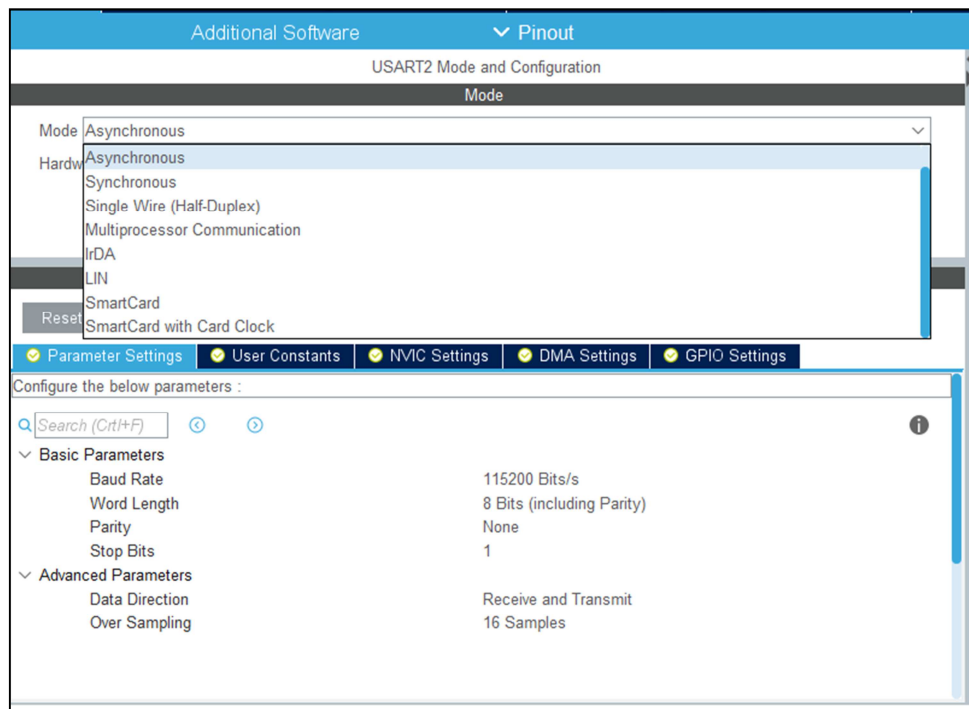 Additional Software Pinout
USART2 Mode and Configuration
Mode
Mode Asynchronous
Hardw
Asynchronous
Synchronous
Single Wire (Half-Duplex)
Multiprocessor Communication
IrDA
LIN
SmartCard
Reset
SmartCard with Card Clock
Parameter Settings User Constants NVIC Settings DMA Settings GPIO Settings
Configure the below parameters :
Search (Crtl+F)
Basic Parameters
Baud Rate 115200 Bits/s
Word Length 8 Bits (including Parity)
Parity None
Stop Bits 1
Advanced Parameters
Data Direction Receive and Transmit
Over Sampling 16 Samples